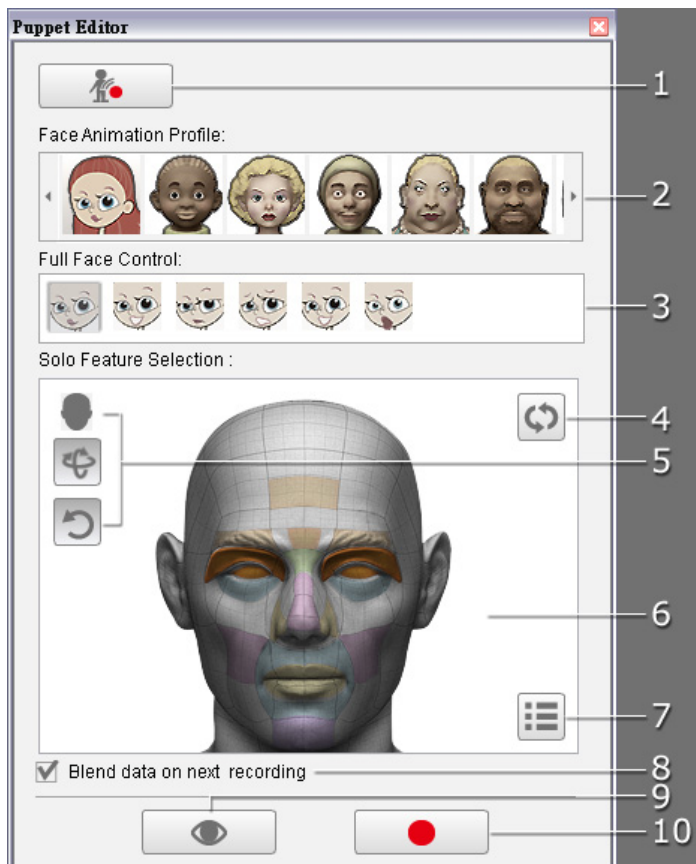 Puppet Editor
1
Face Animation Profile:
2
Full Face Control:
3
Solo Feature Selection :
4
5
6
7
Blend data on next recording
8
9
10